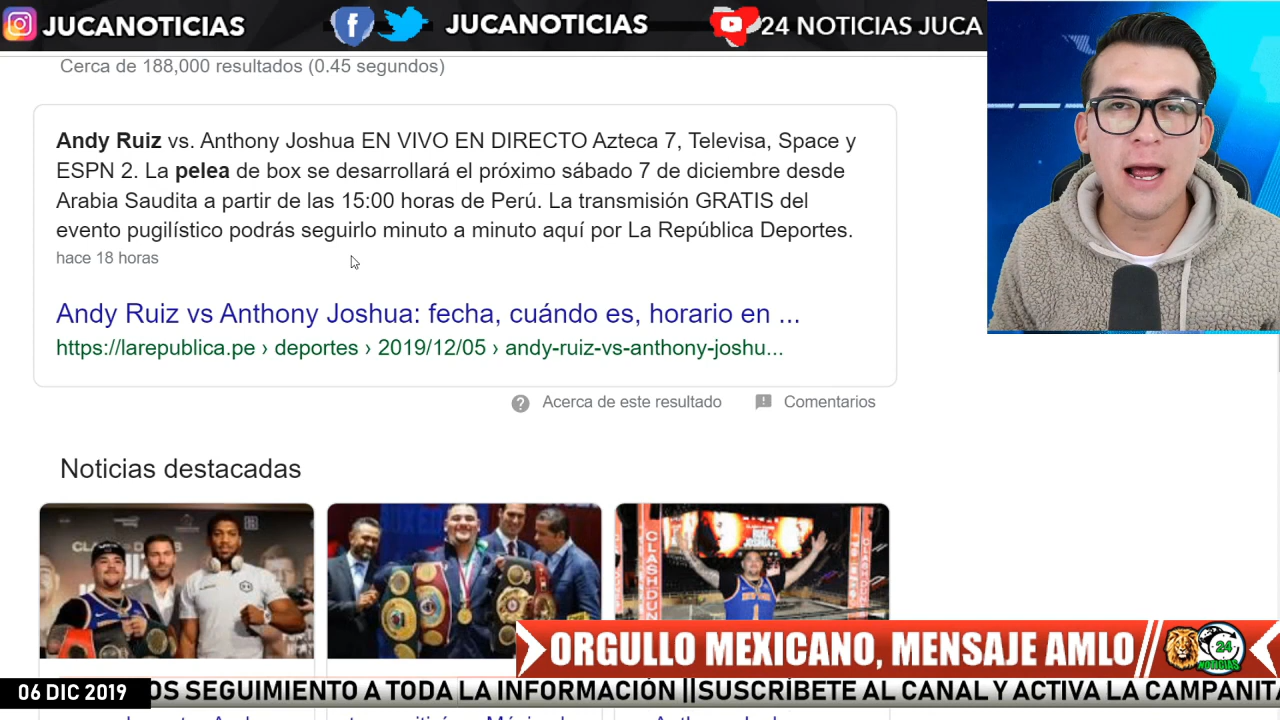 JUCANOTICIAS
JUCANOTICIAS
24 NOTICIAS JUCA
Cerca de 188,000 resultados (0.45 segundos)
Andy Ruiz vs. Anthony Joshua EN VIVO EN DIRECTO Azteca 7, Televisa, Space y
ESPN 2. La pelea de box se desarrollará el próximo sábado 7 de diciembre desde
Arabia Saudita a partir de las 15:00 horas de Perú. La transmisión GRATIS del
evento pugilístico podrás seguirlo minuto a minuto aquí por La República Deportes.
hace 18 horas
Andy Ruiz vs Anthony Joshua: fecha, cuándo es, horario en ...
https://larepublica.pe › deportes › 2019/12/05 › andy-ruiz-vs-anthony-joshu...
Acerca de este resultado
Comentarios
Noticias destacadas
CLASH
DUN
ORGULLO MEXICANO, MENSAJE AMLO
24
NOTICIAS
06 DIC 2019
OS SEGUIMIENTO A TODA LA INFORMACIÓN ||SUSCRIBETE AL CANAL Y ACTIVA LA CAMPANITA